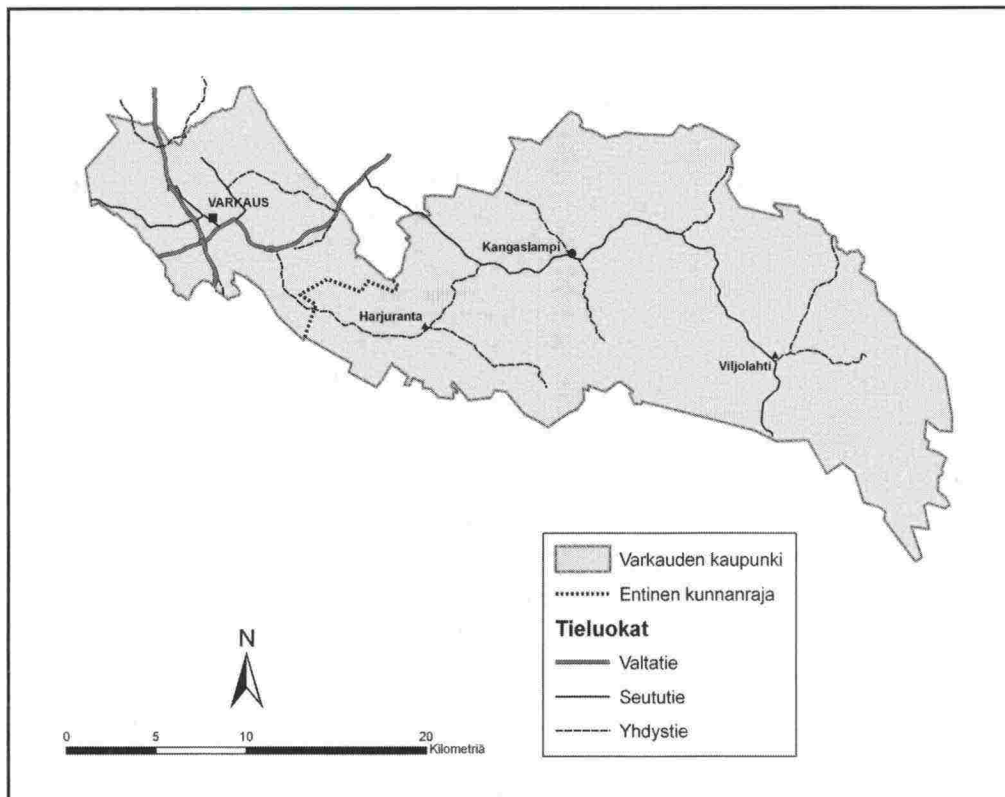 VARKAUS
Kangaslampi
Harjuranta
Viljolahti
Varkauden kaupunki
Entinen kunnanraja
Tieluokat
Valtatie
Seututie
Yhdystie
N
0 5 10 20
Kilometriä